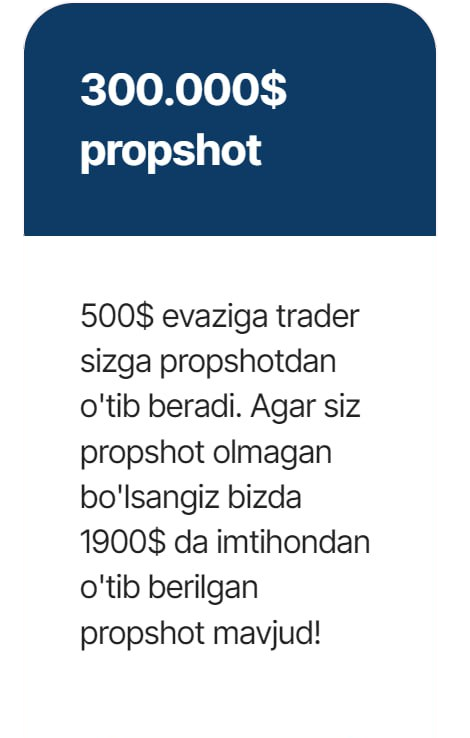 300.000$
propshot
500$ evaziga trader
sizga propshotdan
o'tib beradi. Agar siz
propshot olmagan
bo'lsangiz bizda
1900$ da imtihondan
o'tib berilgan
propshot mavjud!